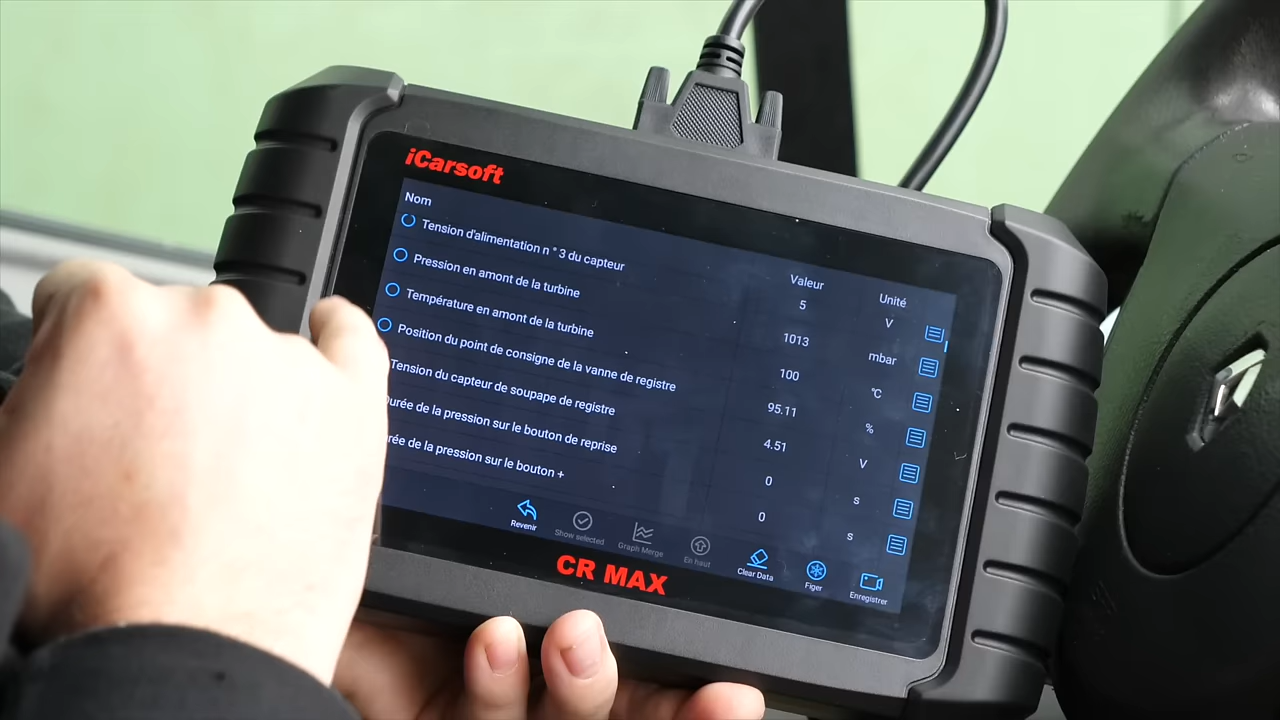 iCarsoft
Nom Valeur Unité
Tension d'alimentation n ° 3 du capteur 5 V
Pression en amont de la turbine 1013 mbar
Température en amont de la turbine 100 °C
Position du point de consigne de la vanne de registre 95.11 %
Tension du capteur de soupape de registre 4.51 V
Durée de la pression sur le bouton de reprise 0 s
rée de la pression sur le bouton + 0 s
Revenir Show selected Graph Merge En haut Clear Data Figer Enregistrer
CR MAX